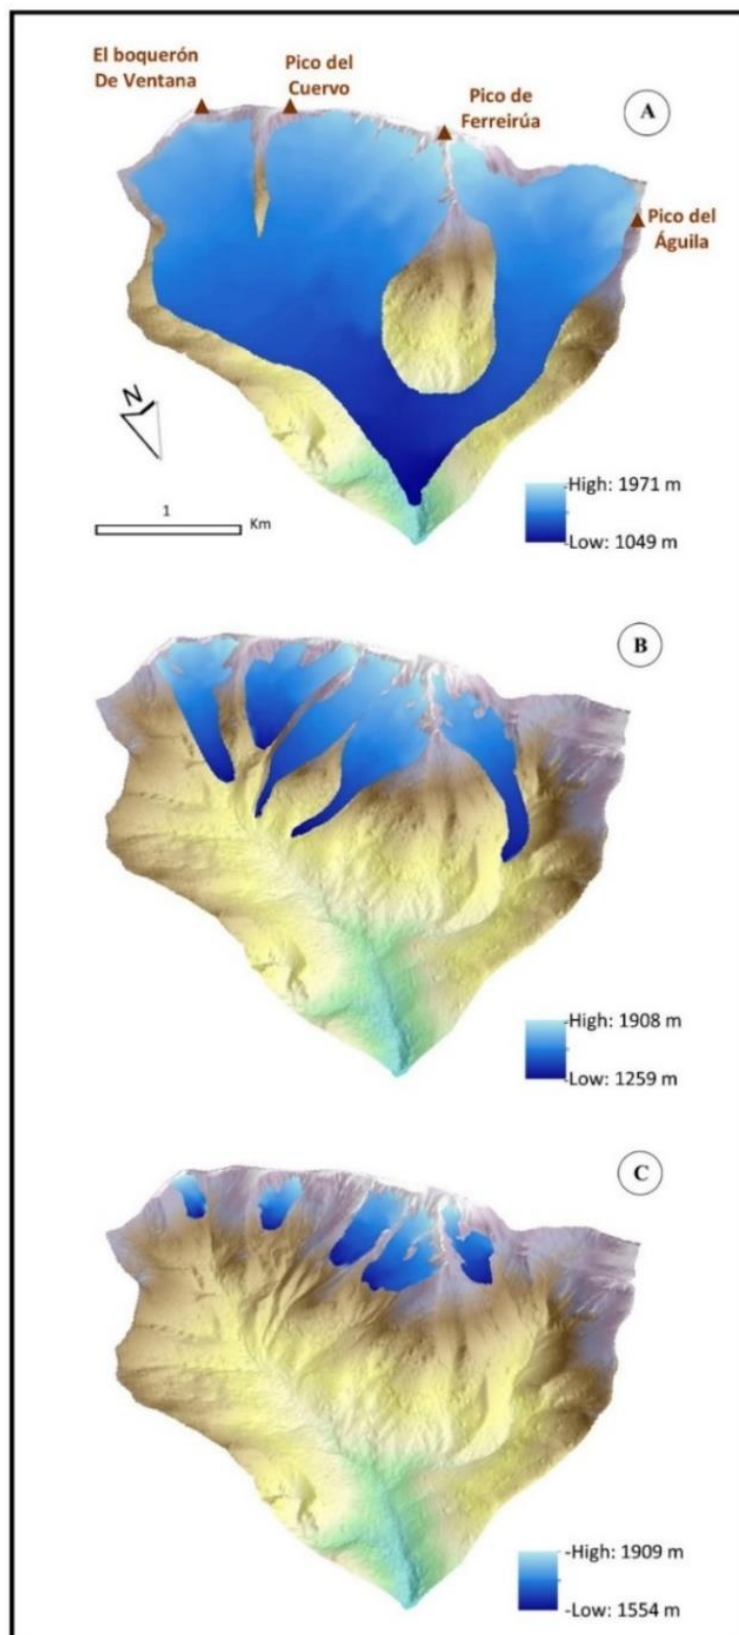 El boquerón
De Ventana
Pico del
Cuervo
Pico de
Ferreirúa
A
Pico del
Águila
N
1
Km
High: 1971 m
Low: 1049 m
B
High: 1908 m
Low: 1259 m
C
High: 1909 m
Low: 1554 m